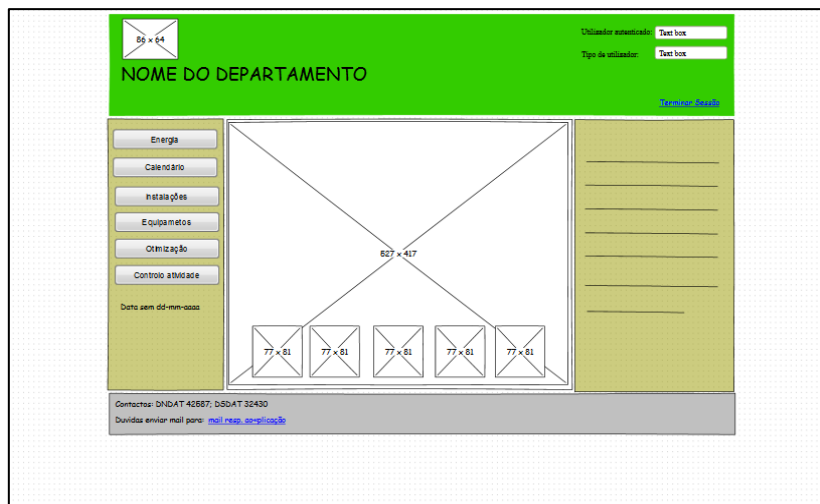 86 x 64
NOME DO DEPARTAMENTO
Utilizador autenticado: Text box
Tipo de utilizador: Text box
Terminar Sessão
Energia
Calendário
Instalações
Equipametos
Otimização
Controlo atividade
Data sem dd-mm-aaaa
527 x 417
77 x 81
77 x 81
77 x 81
77 x 81
77 x 81
Contactos: DNDAT 42587; DSDAT 32430
Duvidas enviar mail para: mail resp. ao+plicação